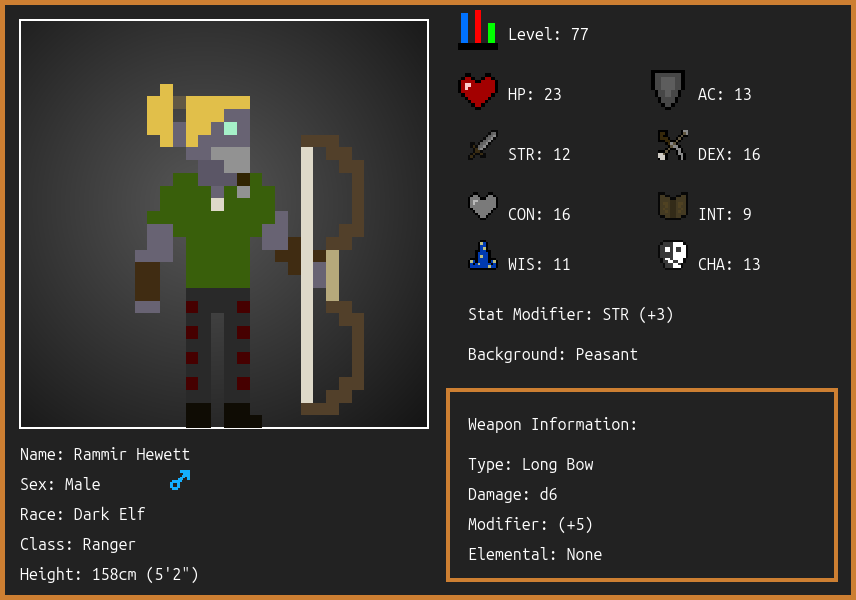 Level: 77
HP: 23
AC: 13
STR: 12
DEX: 16
CON: 16
INT: 9
WIS: 11
CHA: 13
Stat Modifier: STR (+3)
Background: Peasant
Weapon Information:
Type: Long Bow
Damage: d6
Modifier: (+5)
Elemental: None
Name: Rammir Hewett
Sex: Male
Race: Dark Elf
Class: Ranger
Height: 158cm (5'2")